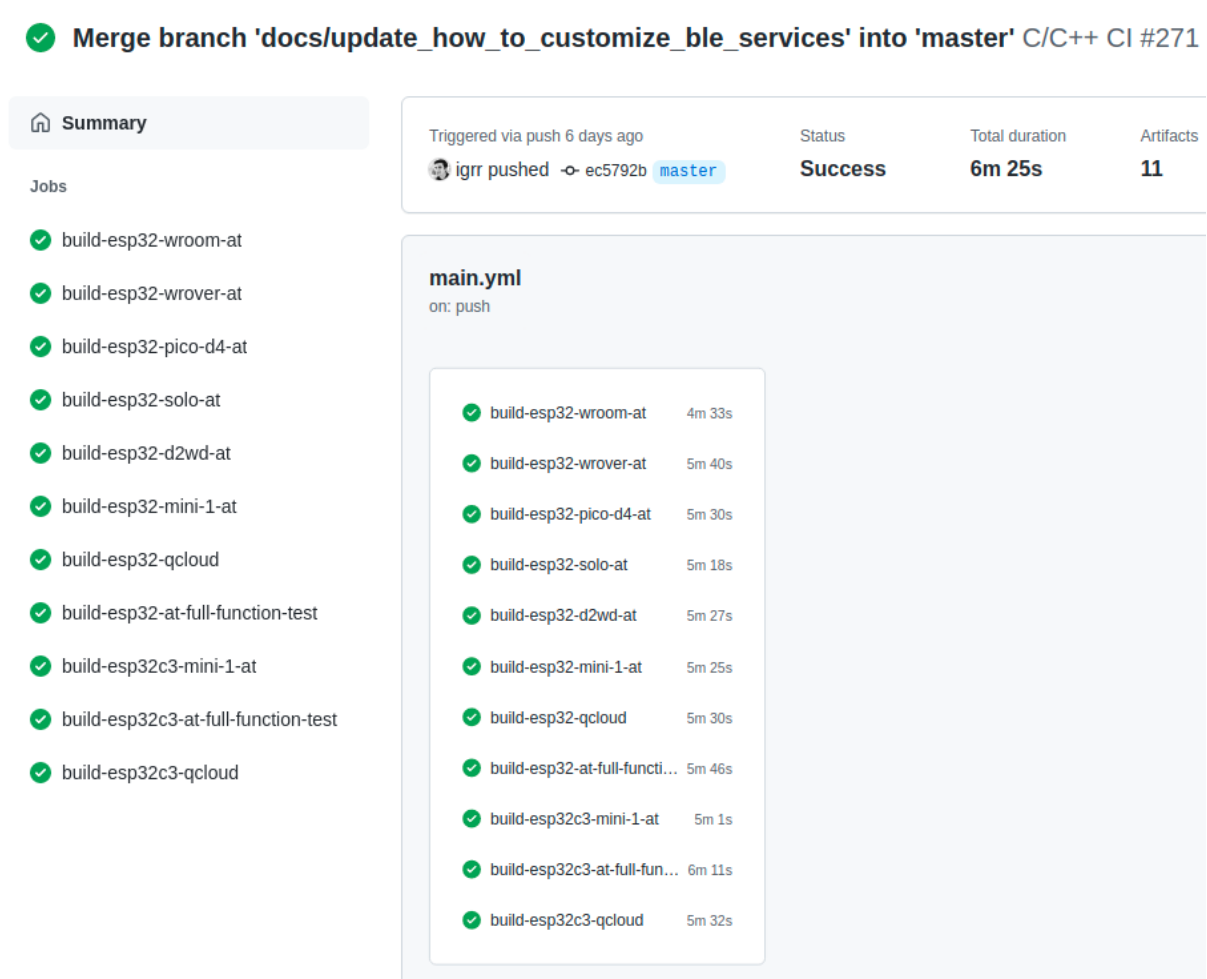 Merge branch 'docs/update_how_to_customize_ble_services' into 'master' C/C++ CI #271
Summary
Jobs
build-esp32-wroom-at
build-esp32-wrover-at
build-esp32-pico-d4-at
build-esp32-solo-at
build-esp32-d2wd-at
build-esp32-mini-1-at
build-esp32-qcloud
build-esp32-at-full-function-test
build-esp32c3-mini-1-at
build-esp32c3-at-full-function-test
build-esp32c3-qcloud
Triggered via push 6 days ago
igrr pushed ec5792b master
Status
Success
Total duration
6m 25s
Artifacts
11
main.yml
on: push
build-esp32-wroom-at 4m 33s
build-esp32-wrover-at 5m 40s
build-esp32-pico-d4-at 5m 30s
build-esp32-solo-at 5m 18s
build-esp32-d2wd-at 5m 27s
build-esp32-mini-1-at 5m 25s
build-esp32-qcloud 5m 30s
build-esp32-at-full-functi... 5m 46s
build-esp32c3-mini-1-at 5m 1s
build-esp32c3-at-full-fun... 6m 11s
build-esp32c3-qcloud 5m 32s